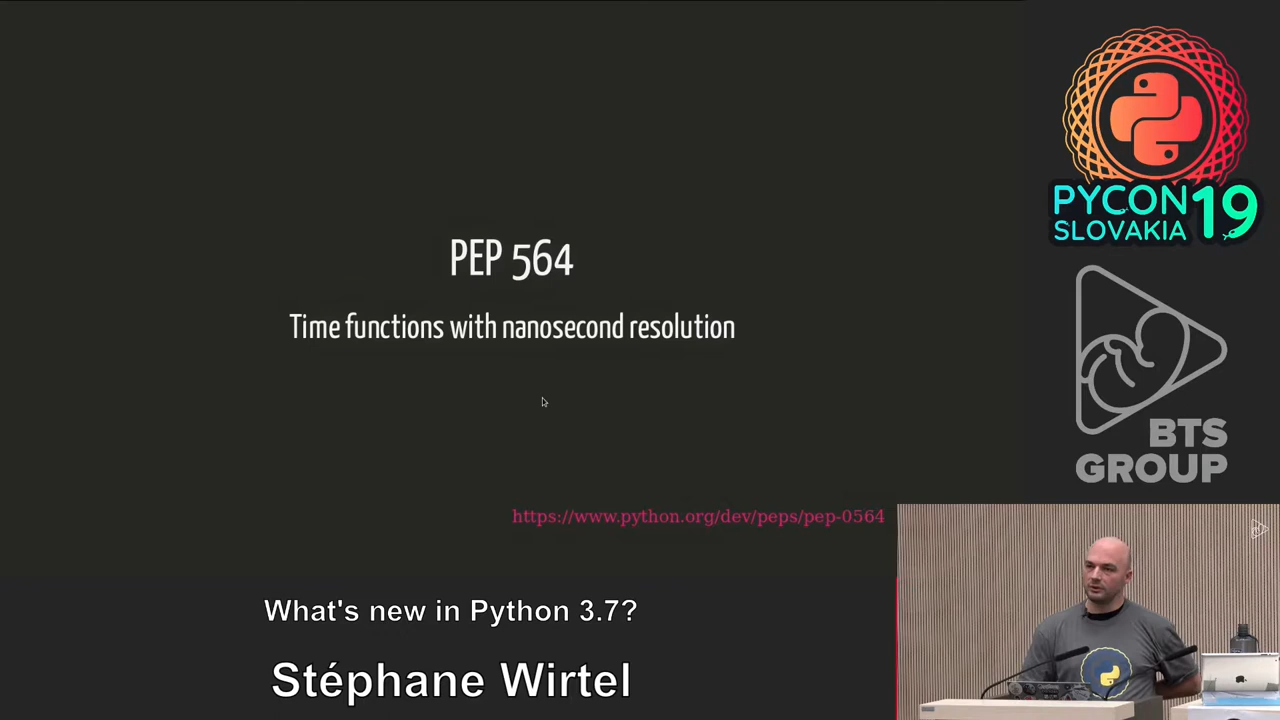 PEP 564
Time functions with nanosecond resolution
https://www.python.org/dev/peps/pep-0564
What's new in Python 3.7?
Stéphane Wirtel
PYCON 19
SLOVAKIA
BTS
GROUP